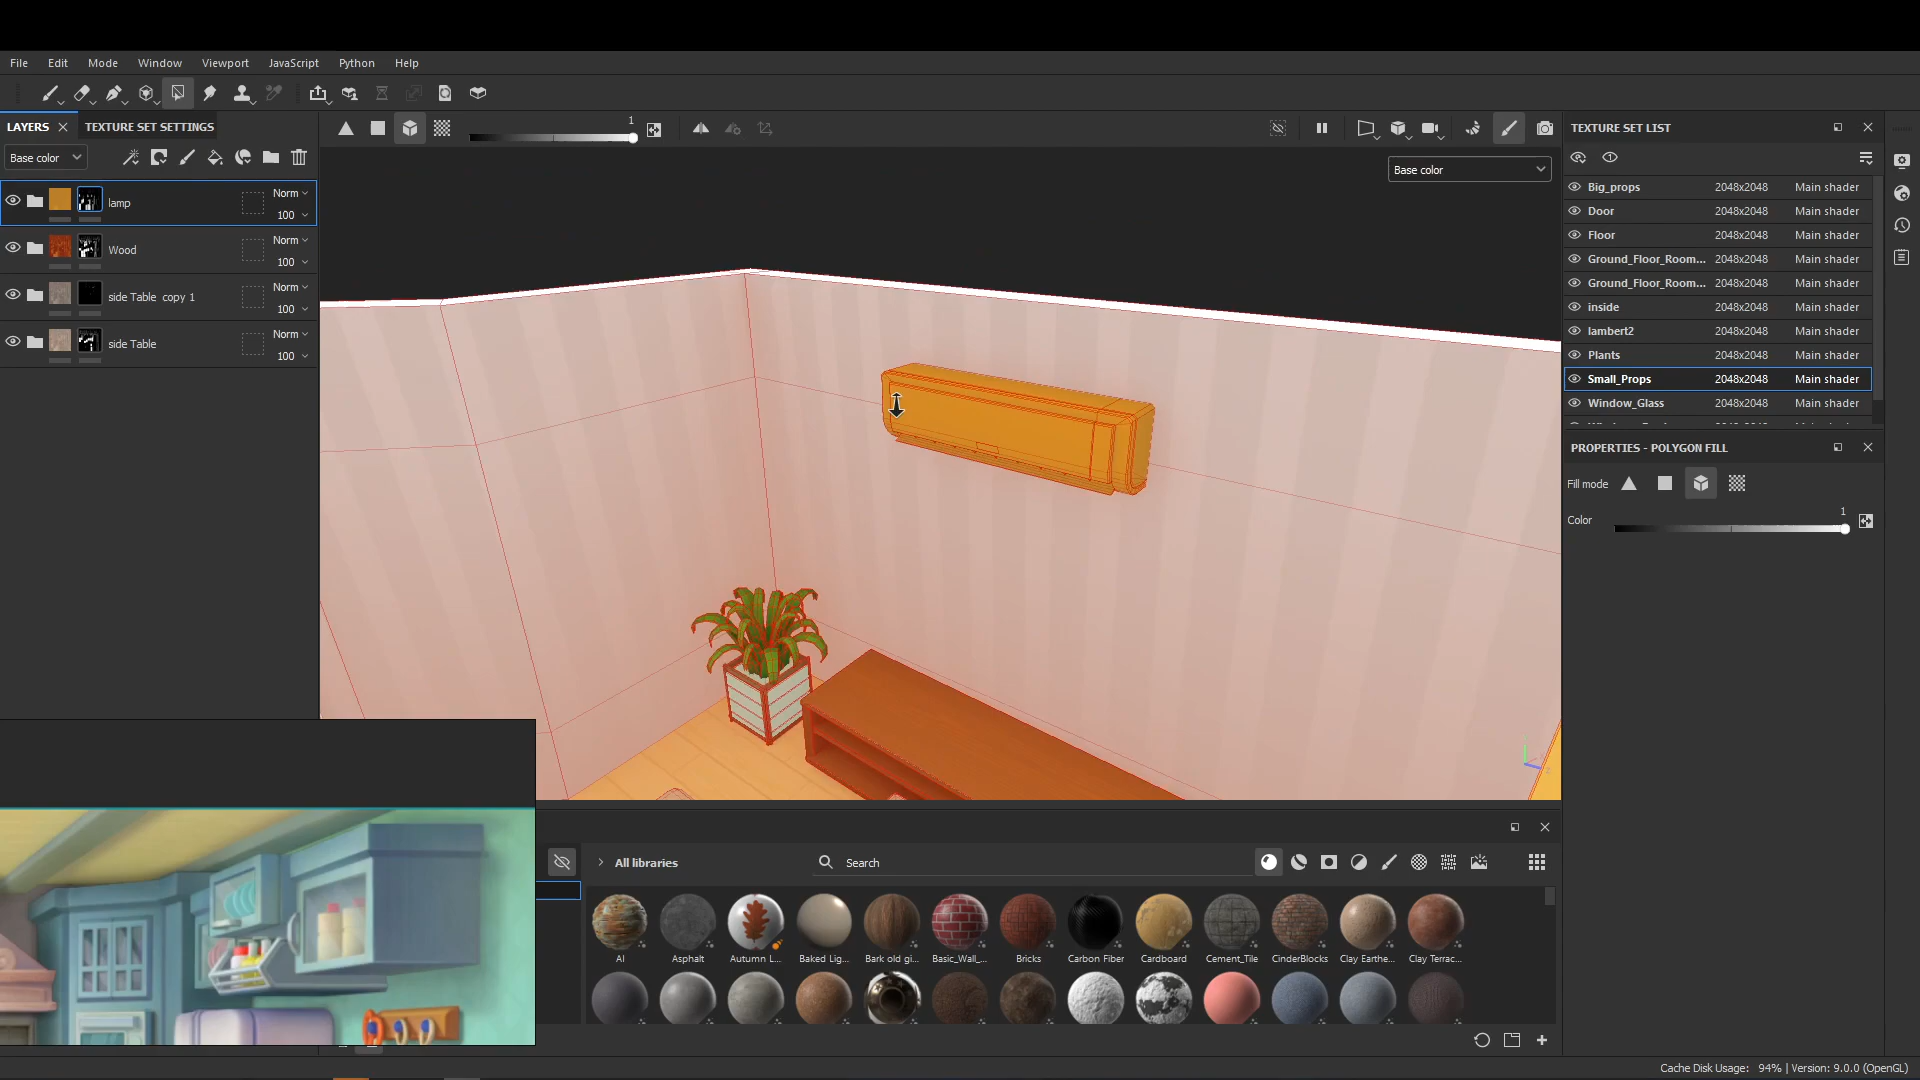 File Edit Mode Window Viewport JavaScript Python Help
LAYERS TEXTURE SET SETTINGS
Base color
lamp Norm 100
Wood Norm 100
side Table copy 1 Norm 100
side Table Norm 100
1
Base color
TEXTURE SET LIST
Big_props 2048x2048 Main shader
Door 2048x2048 Main shader
Floor 2048x2048 Main shader
Ground_Floor_Room... 2048x2048 Main shader
Ground_Floor_Room... 2048x2048 Main shader
inside 2048x2048 Main shader
lambert2 2048x2048 Main shader
Plants 2048x2048 Main shader
Small_Props 2048x2048 Main shader
Window_Glass 2048x2048 Main shader
PROPERTIES - POLYGON FILL
Fill mode
Color 1
All libraries Search
AI Asphalt Autumn L... Baked Lig... Bark old gi... Basic_Wall_... Bricks Carbon Fiber Cardboard Cement_Tile CinderBlocks Clay Earthe... Clay Terrac...
Cache Disk Usage: 94% | Version: 9.0.0 (OpenGL)